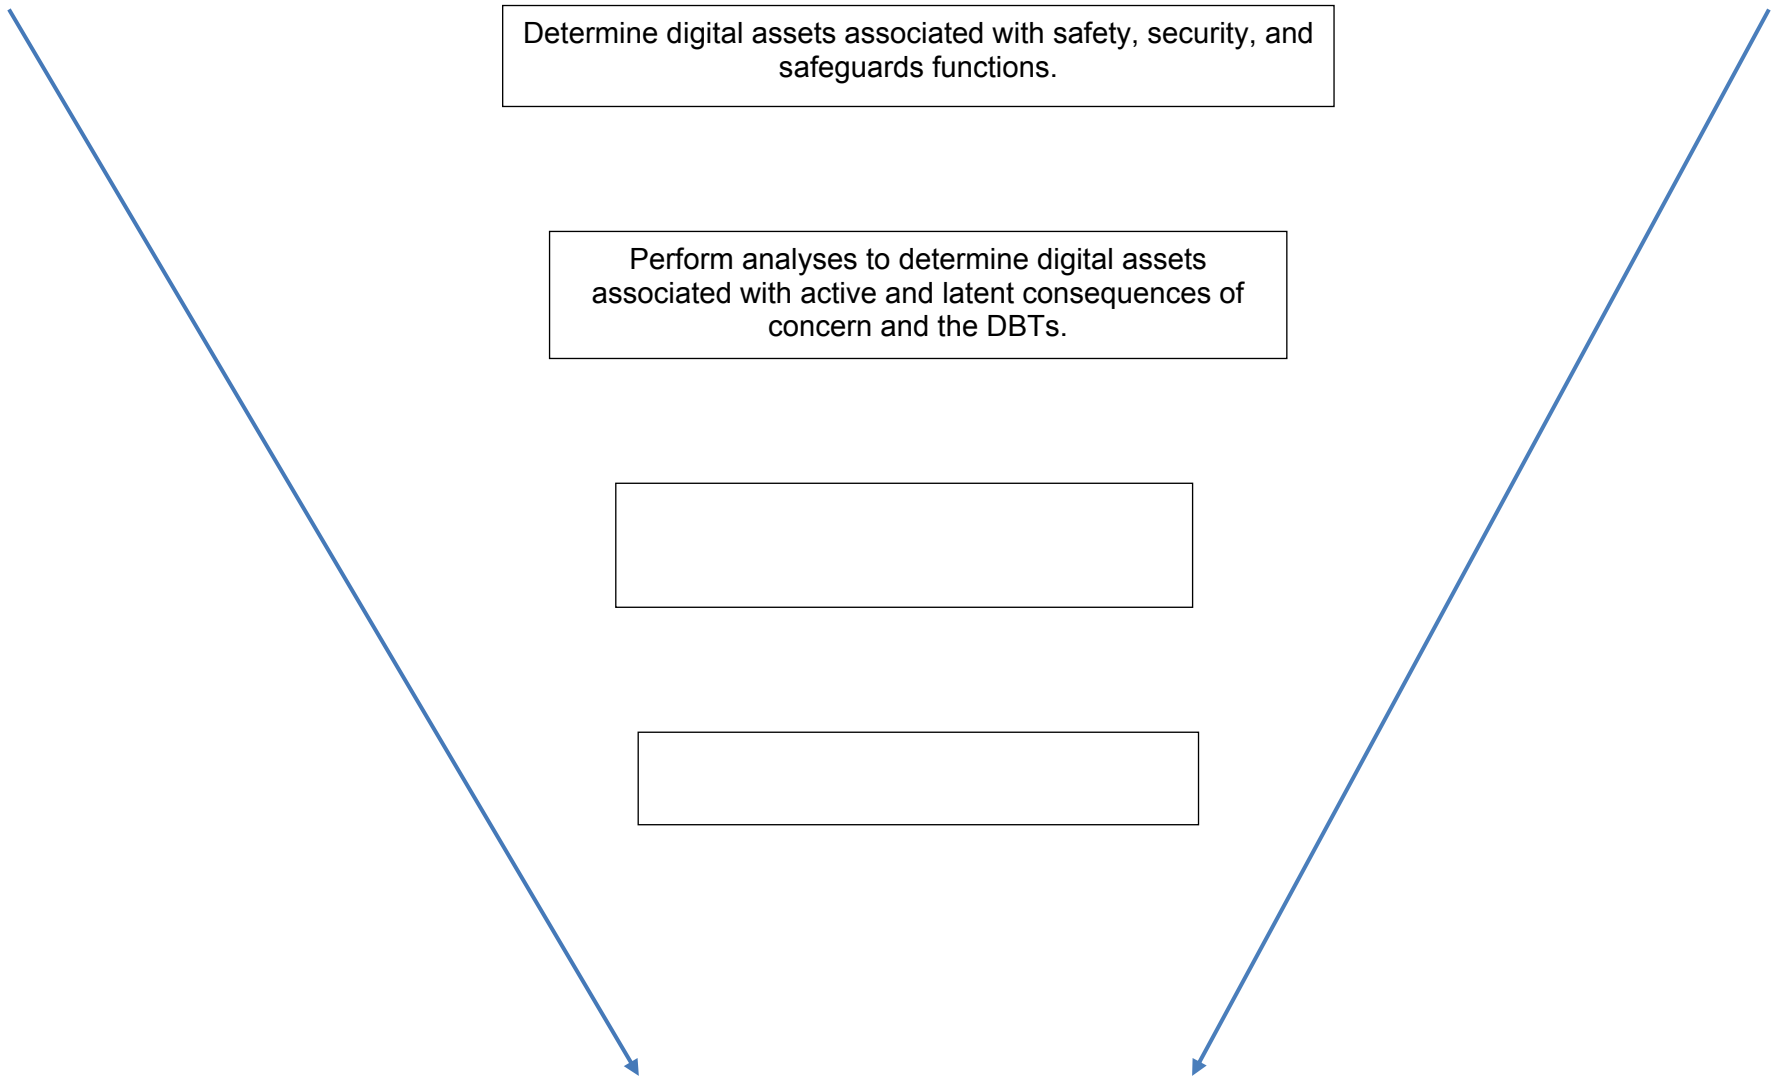 Determine digital assets associated with safety, security, and
safeguards functions.
Perform analyses to determine digital assets
associated with active and latent consequences of
concern and the DBTs.